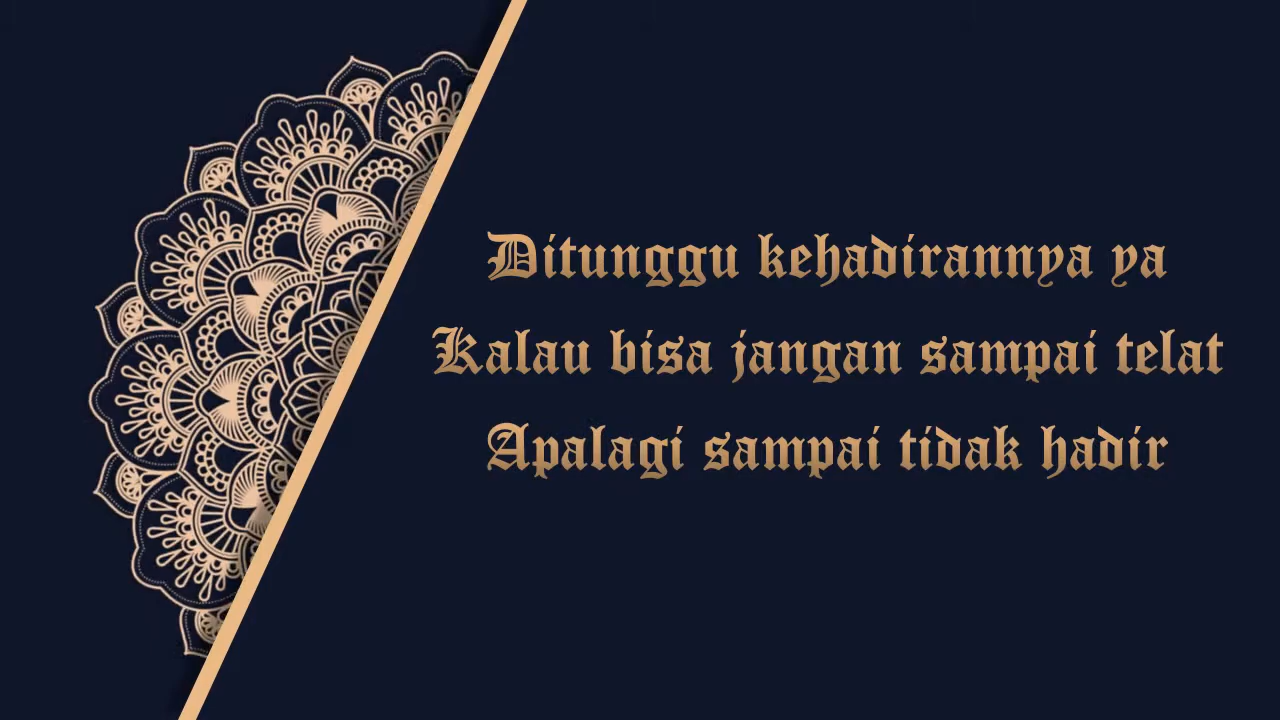 Ditunggu kehadirannya ya
Kalau bisa jangan sampai telat
Apalagi sampai tidak hadir